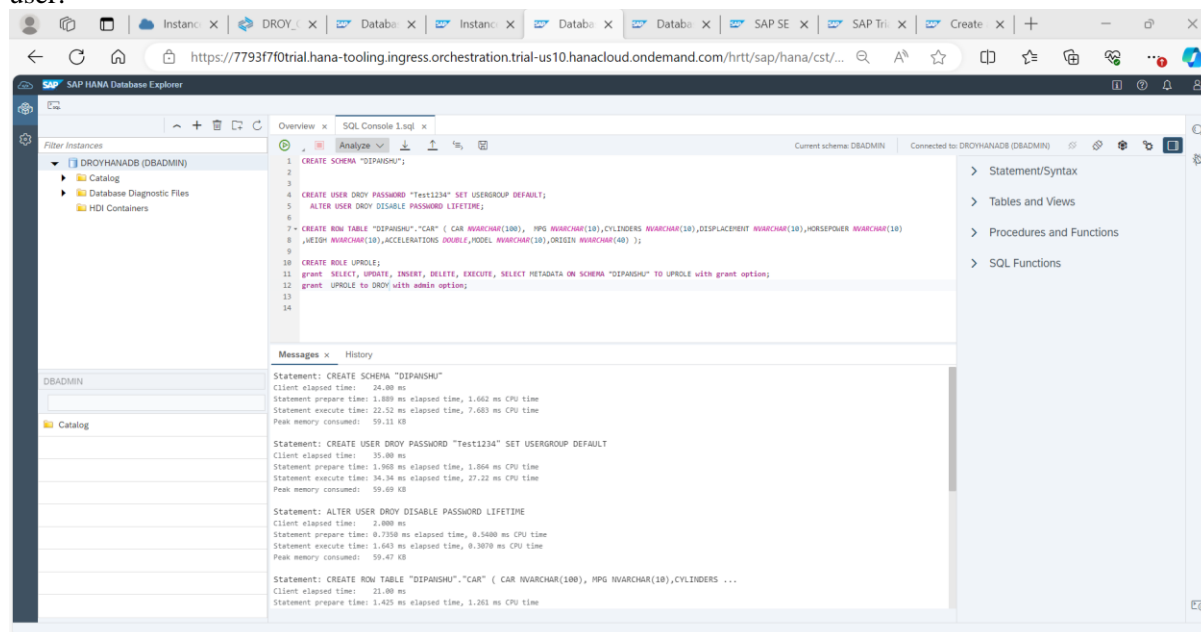 user.
Instanc
DROY_C
Databa
Instanc
Databa
Databa
SAP SE
SAP Tri
Create
https://7793f7f0trial.hana-tooling.ingress.orchestration.trial-us10.hanacloud.ondemand.com/hrtt/sap/hana/cst/...
SAP SAP HANA Database Explorer
Overview SQL Console 1.sql
Filter Instances
Analyze
Current schema: DBADMIN Connected to: DROYHANADB (DBADMIN)
DROYHANADB (DBADMIN)
Catalog
Database Diagnostic Files
HDI Containers
1 CREATE SCHEMA "DIPANSHU";
2
3
4 CREATE USER DROY PASSWORD "Test1234" SET USERGROUP DEFAULT;
5 ALTER USER DROY DISABLE PASSWORD LIFETIME;
6
7 CREATE ROW TABLE "DIPANSHU"."CAR" ( CAR NVARCHAR(100), MPG NVARCHAR(10),CYLINDERS NVARCHAR(10),DISPLACEMENT NVARCHAR(10),HORSEPOWER NVARCHAR(10)
8 ,WEIGH NVARCHAR(10),ACCELERATIONS DOUBLE,MODEL NVARCHAR(10),ORIGIN NVARCHAR(40) );
9
10 CREATE ROLE UPROLE;
11 grant SELECT, UPDATE, INSERT, DELETE, EXECUTE, SELECT METADATA ON SCHEMA "DIPANSHU" TO UPROLE with grant option;
12 grant UPROLE to DROY with admin option;
13
14
Statement/Syntax
Tables and Views
Procedures and Functions
SQL Functions
Messages History
DBADMIN
Catalog
Statement: CREATE SCHEMA "DIPANSHU"
Client elapsed time: 24.00 ms
Statement prepare time: 1.889 ms elapsed time, 1.662 ms CPU time
Statement execute time: 22.52 ms elapsed time, 7.683 ms CPU time
Peak memory consumed: 59.11 KB
Statement: CREATE USER DROY PASSWORD "Test1234" SET USERGROUP DEFAULT
Client elapsed time: 35.00 ms
Statement prepare time: 1.968 ms elapsed time, 1.864 ms CPU time
Statement execute time: 34.34 ms elapsed time, 27.22 ms CPU time
Peak memory consumed: 59.69 KB
Statement: ALTER USER DROY DISABLE PASSWORD LIFETIME
Client elapsed time: 2.000 ms
Statement prepare time: 0.7350 ms elapsed time, 0.5400 ms CPU time
Statement execute time: 1.643 ms elapsed time, 0.3070 ms CPU time
Peak memory consumed: 59.47 KB
Statement: CREATE ROW TABLE "DIPANSHU"."CAR" ( CAR NVARCHAR(100), MPG NVARCHAR(10),CYLINDERS ...
Client elapsed time: 21.00 ms
Statement prepare time: 1.425 ms elapsed time, 1.261 ms CPU time